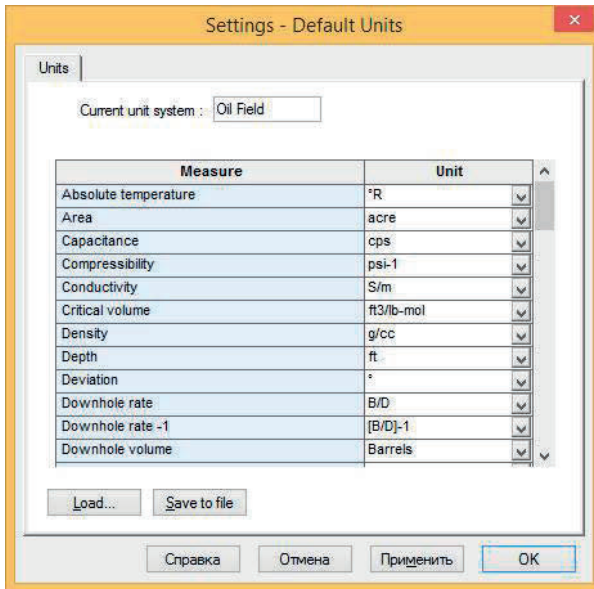 Settings - Default Units
Units
Current unit system : Oil Field
Measure Unit
Absolute temperature °R
Area acre
Capacitance cps
Compressibility psi-1
Conductivity S/m
Critical volume ft3/lb-mol
Density g/cc
Depth ft
Deviation °
Downhole rate B/D
Downhole rate -1 [B/D]-1
Downhole volume Barrels
Load... Save to file
Справка Отмена Применить OK